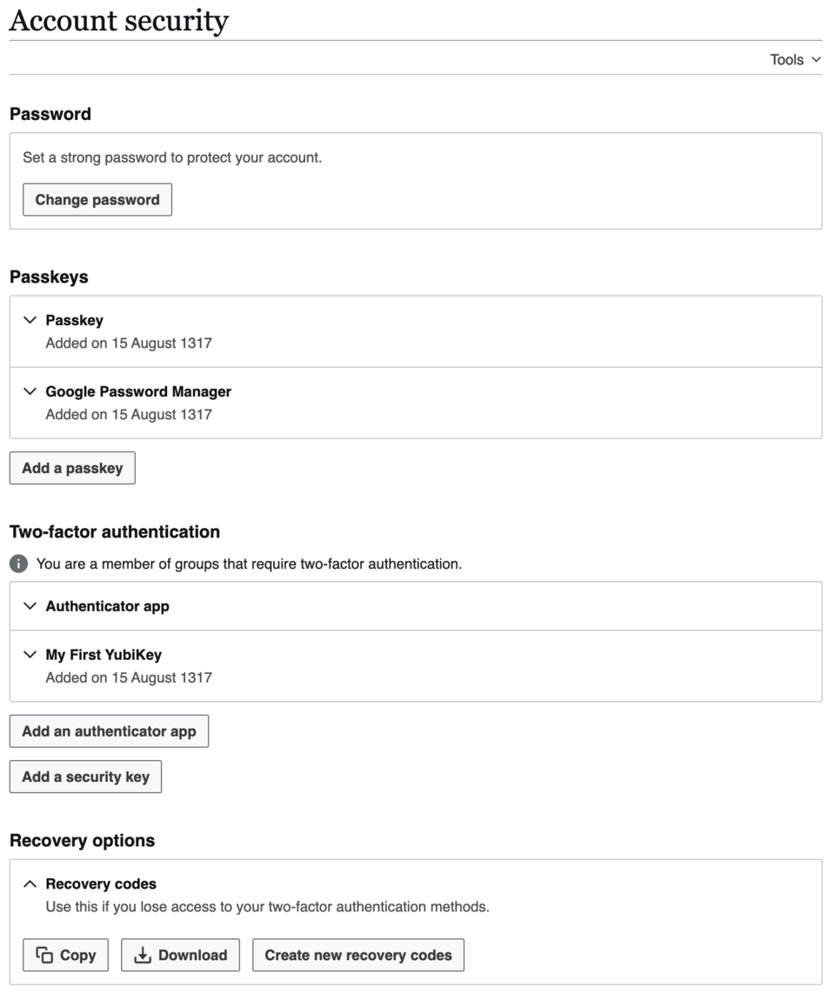 Account security
Tools
Password
Set a strong password to protect your account.
Change password
Passkeys
Passkey
Added on 15 August 1317
Google Password Manager
Added on 15 August 1317
Add a passkey
Two-factor authentication
You are a member of groups that require two-factor authentication.
Authenticator app
My First YubiKey
Added on 15 August 1317
Add an authenticator app
Add a security key
Recovery options
Recovery codes
Use this if you lose access to your two-factor authentication methods.
Copy Download Create new recovery codes